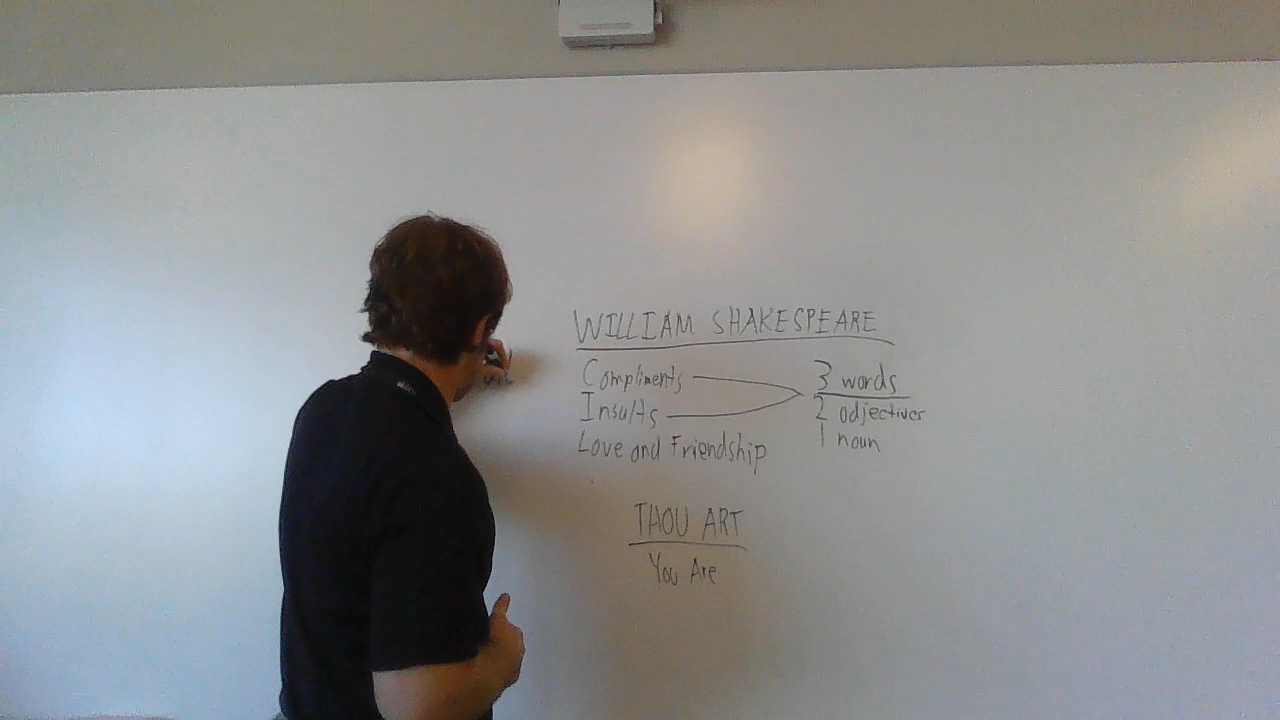 WILLIAM SHAKESPEARE
Compliments
Insults
Love and Friendship
3 words
2 adjectives
1 noun
THOU ART
You Are